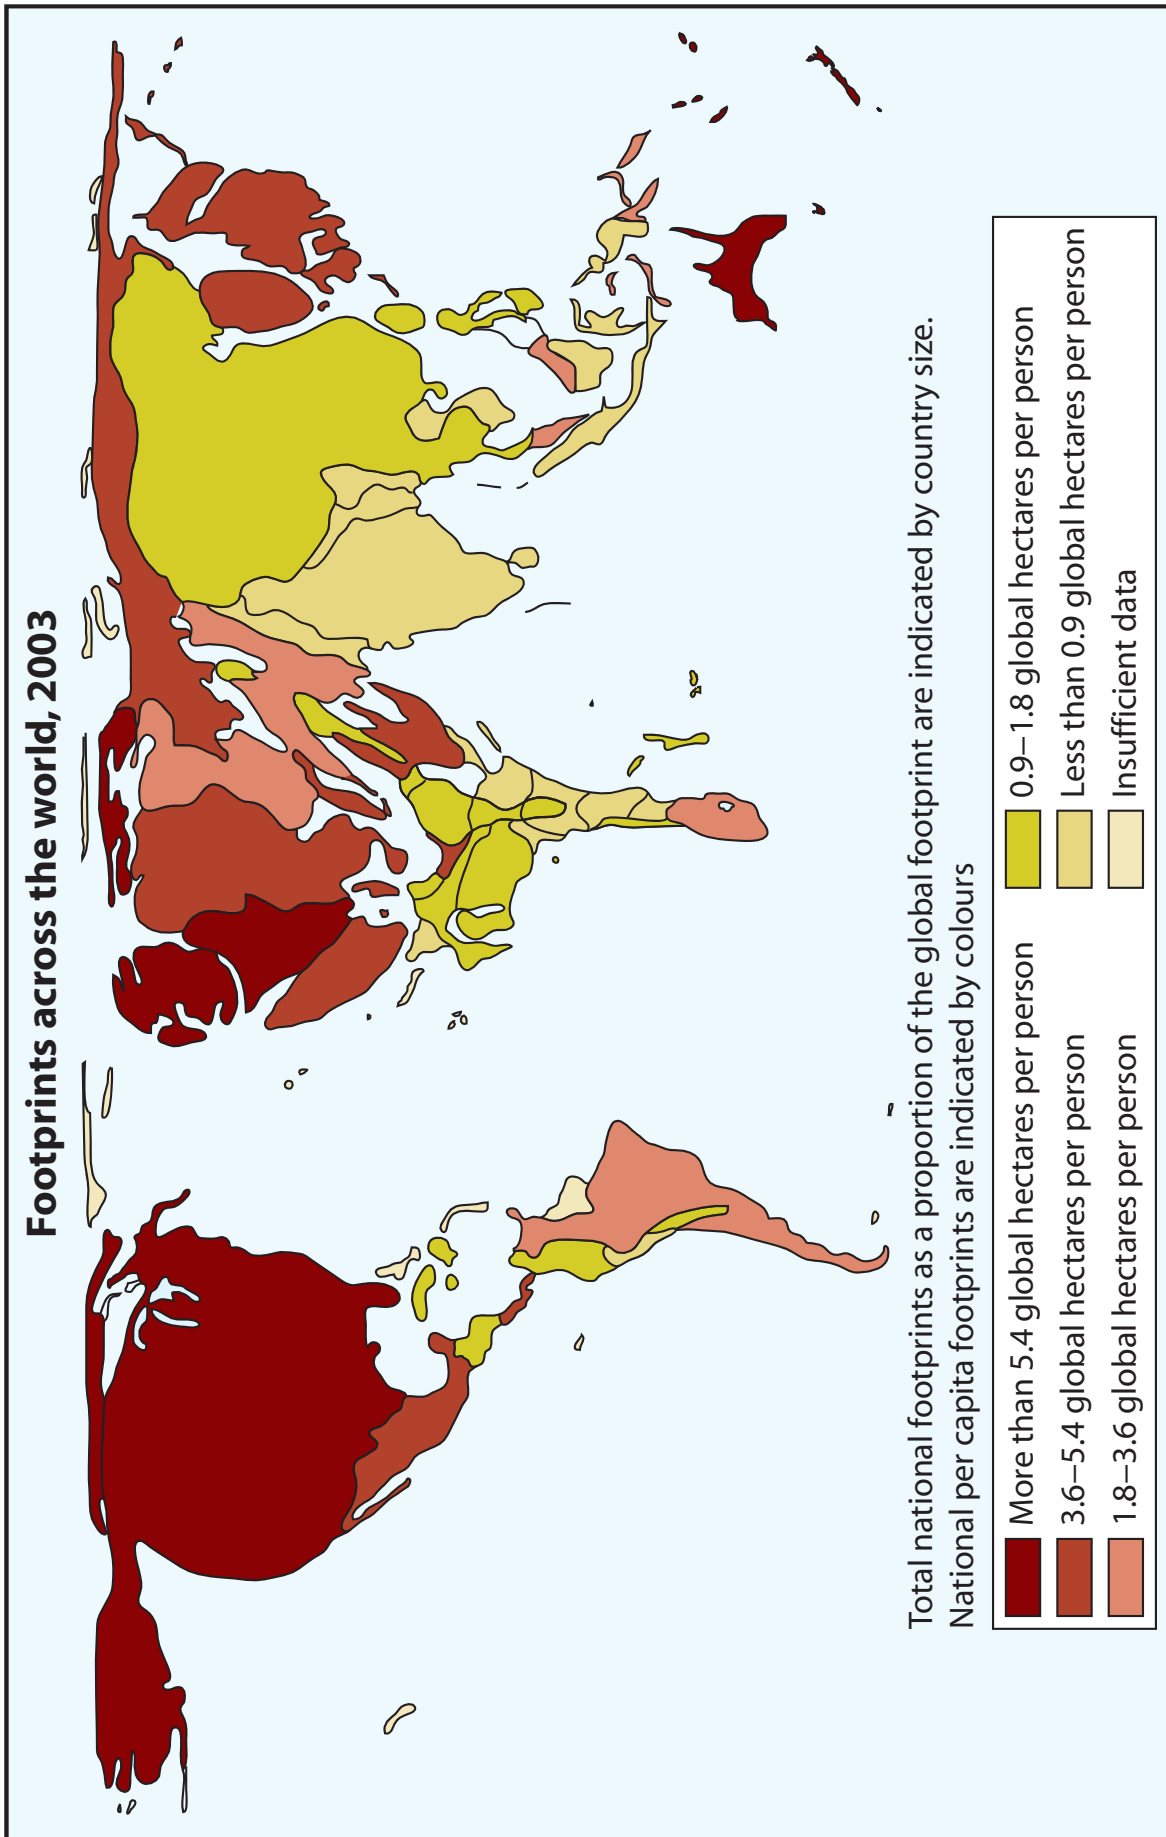 Footprints across the world, 2003
Total national footprints as a proportion of the global footprint are indicated by country size.
National per capita footprints are indicated by colours
More than 5.4 global hectares per person
3.6–5.4 global hectares per person
1.8–3.6 global hectares per person
0.9–1.8 global hectares per person
Less than 0.9 global hectares per person
Insufficient data